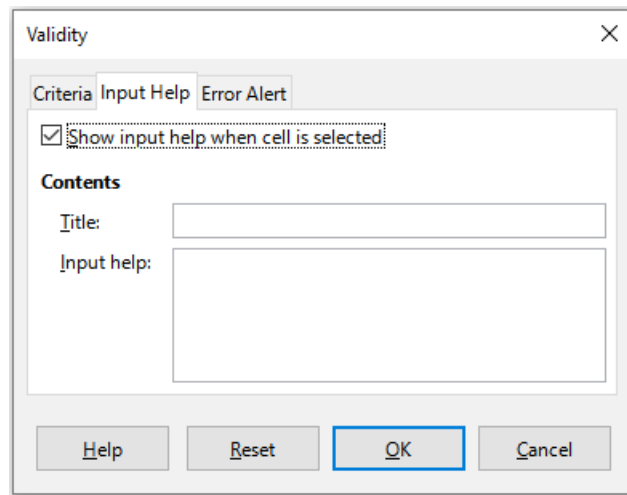 Validity
Criteria Input Help Error Alert
Show input help when cell is selected
Contents
Title:
Input help:
Help Reset OK Cancel